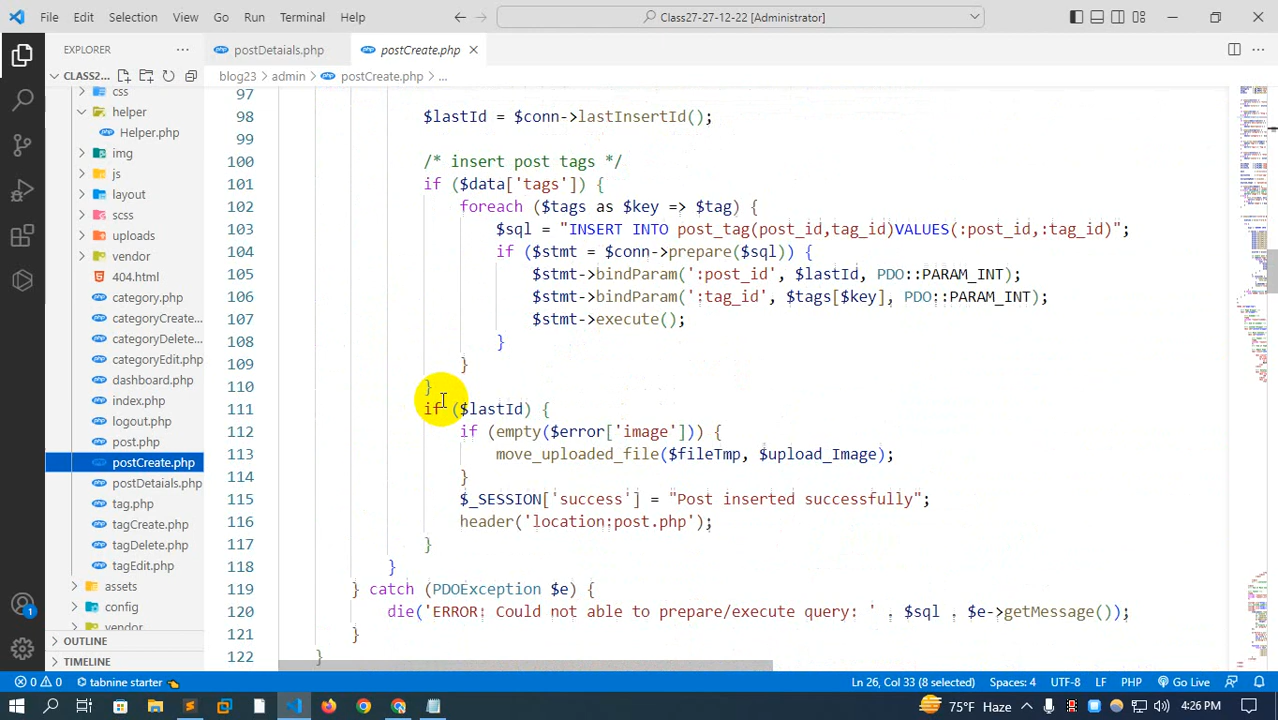 File Edit Selection View Go Run Terminal Help Class27-27-12-22 [Administrator]
EXPLORER postDetaials.php postCreate.php
CLASS2...
blog23 admin postCreate.php ...
css
helper
Helper.php
img
js
layout
scss
uploads
vendor
404.html
category.php
categoryCreate...
categoryDelete...
categoryEdit.php
dashboard.php
index.php
logout.php
post.php
postCreate.php
postDetaials.php
tag.php
tagCreate.php
tagDelete.php
tagEdit.php
assets
config
vendor
OUTLINE
TIMELINE
97
98 $lastId = $conn->lastInsertId();
99
100 /* insert post tags */
101 if ($data['tags']) {
102 foreach ($tags as $key => $tag) {
103 $sql = "INSERT INTO post_tag(post_id,tag_id)VALUES(:post_id,:tag_id)";
104 if ($stmt = $conn->prepare($sql)) {
105 $stmt->bindParam(':post_id', $lastId, PDO::PARAM_INT);
106 $stmt->bindParam(':tag_id', $tags[$key], PDO::PARAM_INT);
107 $stmt->execute();
108 }
109 }
110 }
111 if ($lastId) {
112 if (empty($error['image'])) {
113 move_uploaded_file($fileTmp, $upload_Image);
114 }
115 $_SESSION['success'] = "Post inserted successfully";
116 header('location:post.php');
117 }
118 }
119 } catch (PDOException $e) {
120 die('ERROR: Could not able to prepare/execute query: ' . $sql . $e->getMessage());
121 }
122 }
0 0 tabnine starter Ln 26, Col 33 (8 selected) Spaces: 4 UTF-8 LF PHP Go Live
1
75°F Haze 4:20 PM